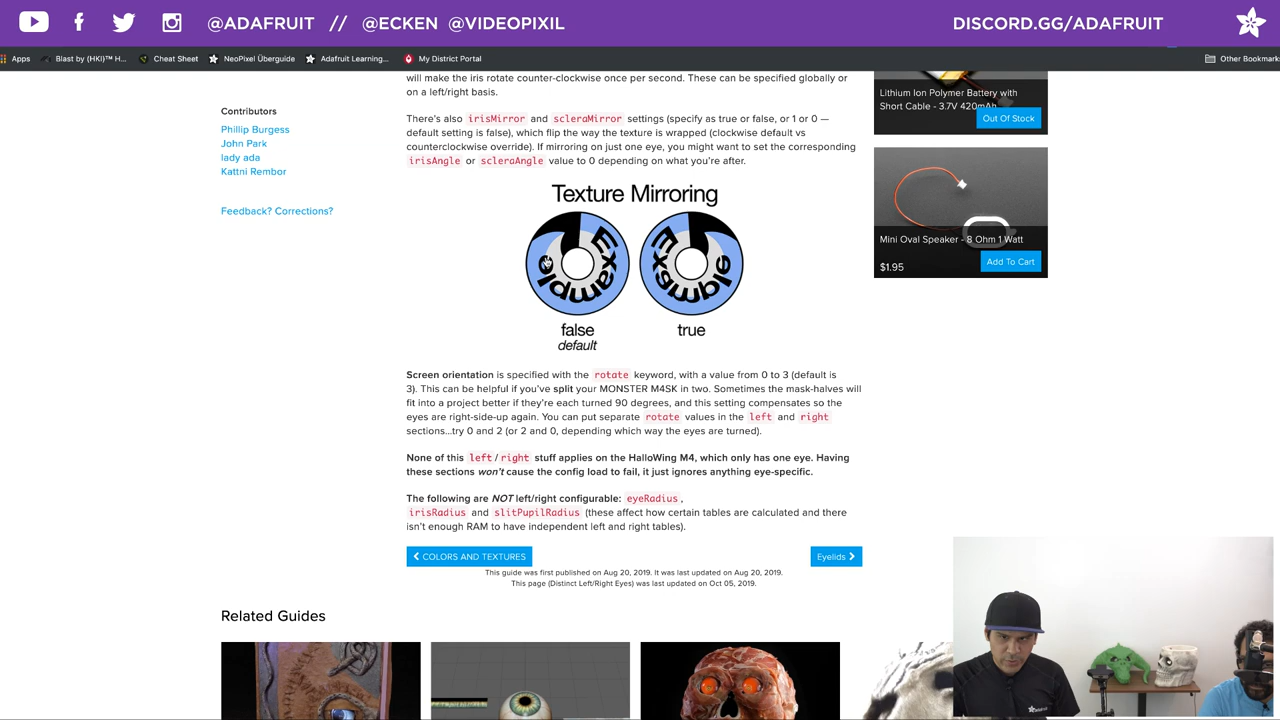 @ADAFRUIT // @ECKEN @VIDEOPIXIL
DISCORD.GG/ADAFRUIT
Apps
Blast by (HKI)™ H...
Cheat Sheet
NeoPixel Überguide
Adafruit Learning...
My District Portal
Other Bookmark
will make the iris rotate counter-clockwise once per second. These can be specified globally or
on a left/right basis.
Contributors
Phillip Burgess
John Park
lady ada
Kattni Rembor
Feedback? Corrections?
There's also irisMirror and scleraMirror settings (specify as true or false, or 1 or 0 —
default setting is false), which flip the way the texture is wrapped (clockwise default vs
counterclockwise override). If mirroring on just one eye, you might want to set the corresponding
irisAngle or scleraAngle value to 0 depending on what you're after.
Texture Mirroring
Example
Example
false
default
true
Screen orientation is specified with the rotate keyword, with a value from 0 to 3 (default is
3). This can be helpful if you've split your MONSTER M4SK in two. Sometimes the mask-halves will
fit into a project better if they're each turned 90 degrees, and this setting compensates so the
eyes are right-side-up again. You can put separate rotate values in the left and right
sections...try 0 and 2 (or 2 and 0, depending which way the eyes are turned).
None of this left/right stuff applies on the HalloWing M4, which only has one eye. Having
these sections won't cause the config load to fail, it just ignores anything eye-specific.
The following are NOT left/right configurable: eyeRadius,
irisRadius and slitPupilRadius (these affect how certain tables are calculated and there
isn't enough RAM to have independent left and right tables).
COLORS AND TEXTURES
Eyelids
This guide was first published on Aug 20, 2019. It was last updated on Aug 20, 2019.
This page (Distinct Left/Right Eyes) was last updated on Oct 05, 2019.
Related Guides
Lithium Ion Polymer Battery with
Short Cable - 3.7V 420mAh
Out Of Stock
Mini Oval Speaker - 8 Ohm 1 Watt
$1.95
Add To Cart
adafruit